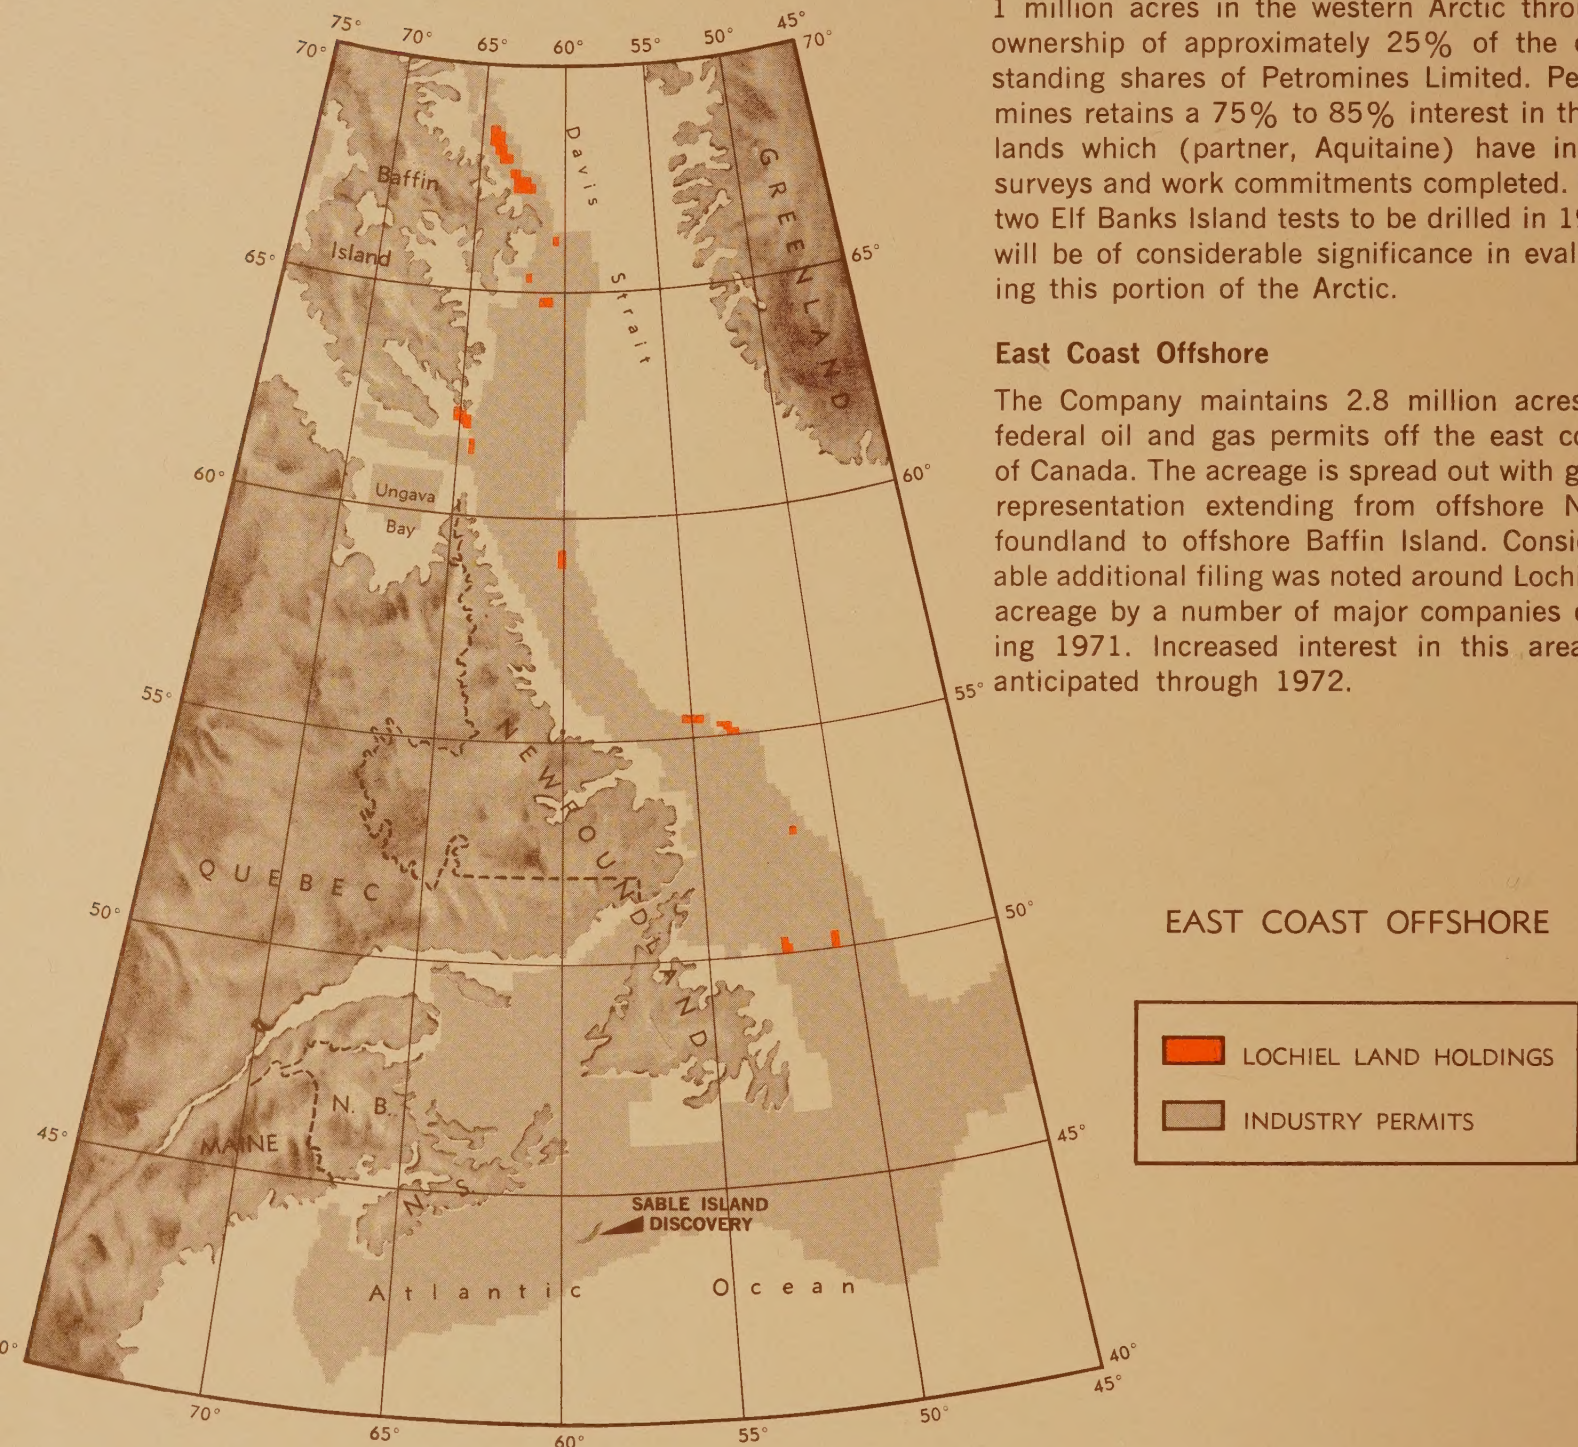 1 million acres in the western Arctic thro
ownership of approximately 25% of the
standing shares of Petromines Limited. Pe
mines retains a 75% to 85% interest in th
lands which (partner, Aquitaine) have in
surveys and work commitments completed.
two Elf Banks Island tests to be drilled in 19
will be of considerable significance in eval
ing this portion of the Arctic.
East Coast Offshore
The Company maintains 2.8 million acres
federal oil and gas permits off the east co
of Canada. The acreage is spread out with g
representation extending from offshore N
foundland to offshore Baffin Island. Consi
able additional filing was noted around Loch
acreage by a number of major companies
ing 1971. Increased interest in this area
anticipated through 1972.
75° 70° 65° 60° 55° 50° 45°
70° 70°
Davis Strait
GREENLAND
Baffin
Island
65° 65°
60° 60°
Ungava
Bay
55° 55°
NEWFOUNDLAND
QUEBEC
50° 50°
N. B.
MAINE
45° 45°
N. S.
SABLE ISLAND
DISCOVERY
Atlantic Ocean
0° 40°
70° 65° 60° 55° 50° 45°
EAST COAST OFFSHORE
LOCHIEL LAND HOLDINGS
INDUSTRY PERMITS